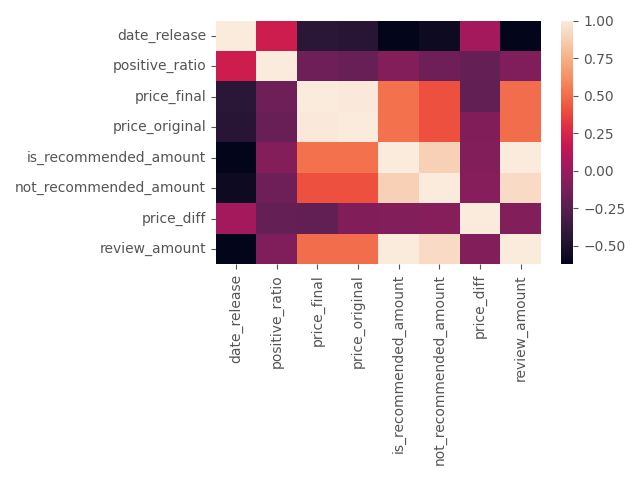 date_release
positive_ratio
price_final
price_original
is_recommended_amount
not_recommended_amount
price_diff
review_amount
date_release
positive_ratio
price_final
price_original
is_recommended_amount
not_recommended_amount
price_diff
review_amount
1.00
0.75
0.50
0.25
0.00
−0.25
−0.50